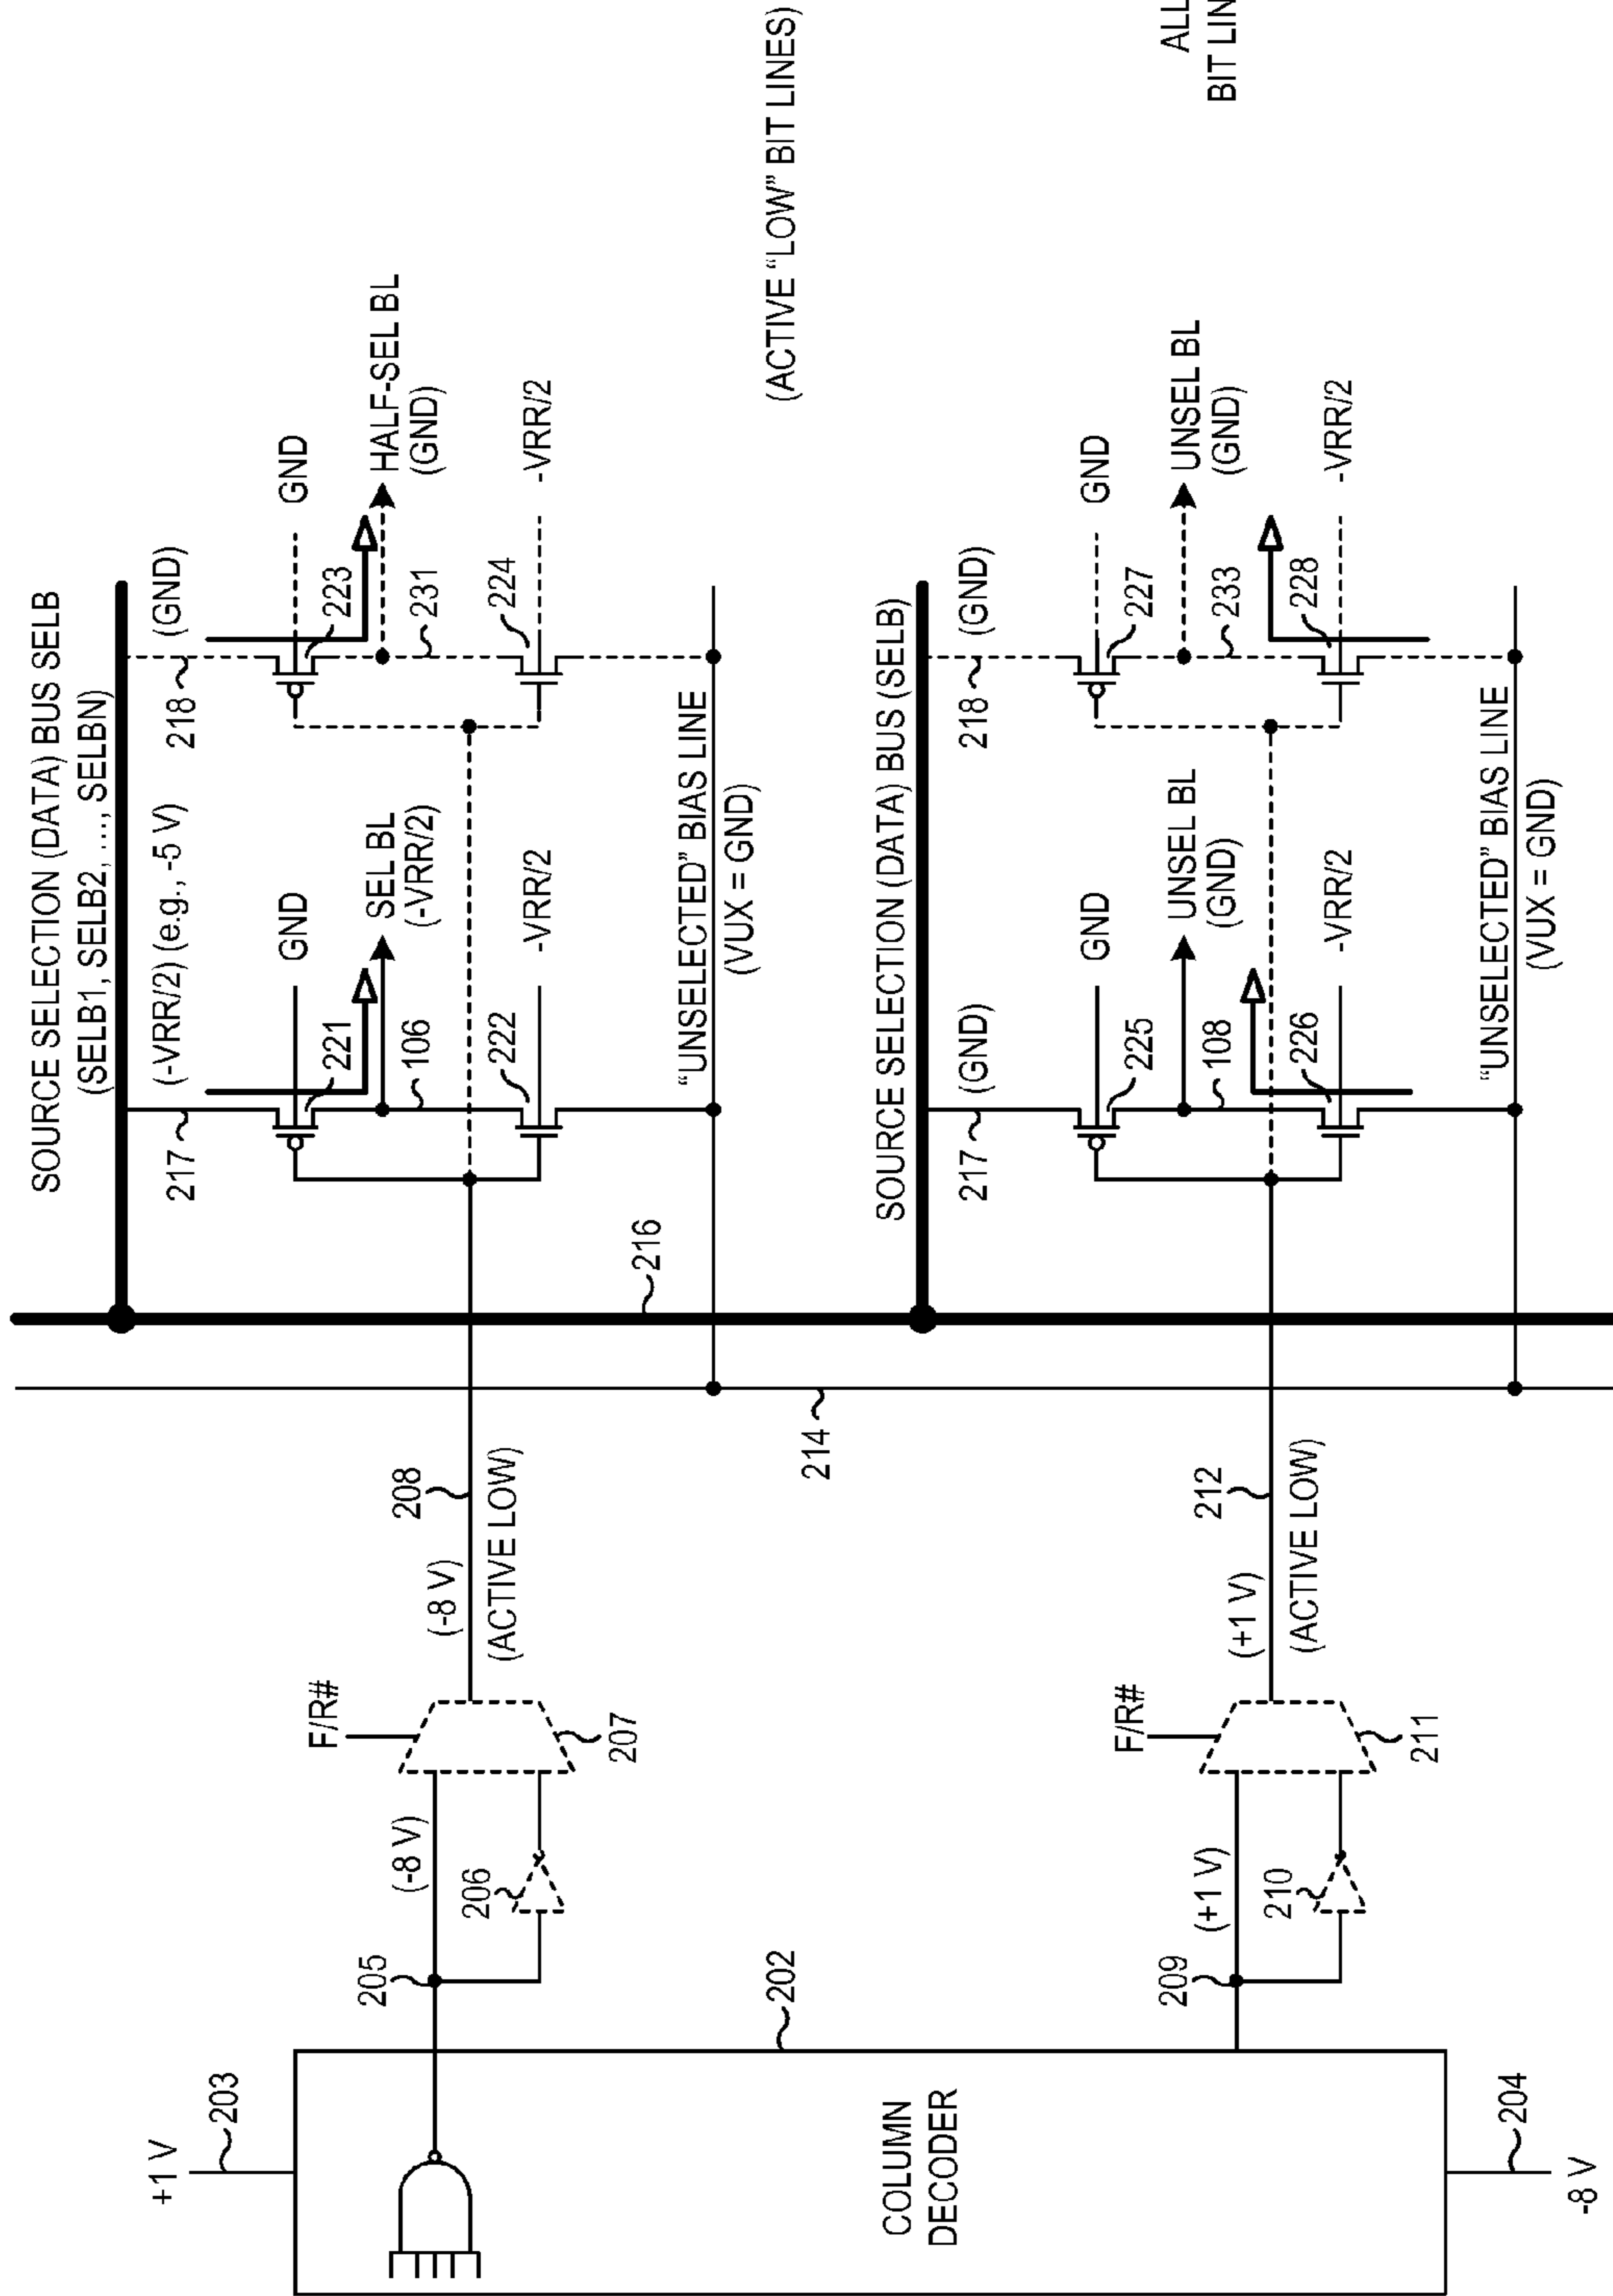 SOURCE SELECTION (DATA) BUS SELB
(SELB1, SELB2, ..., SELBN)
(-VRR/2) (e.g., -5 V)
(GND)
217
218
GND
GND
221
223
SEL BL
(-VRR/2)
HALF-SEL BL
(GND)
106
231
222
224
-VRR/2
-VRR/2
"UNSELECTED" BIAS LINE
(VUX = GND)
+1 V
203
F/R#
205
(-8 V)
206
207
(-8 V)
208
(ACTIVE LOW)
216
214
(ACTIVE "LOW" BIT LINES)
202
COLUMN
DECODER
SOURCE SELECTION (DATA) BUS (SELB)
217
(GND)
218
(GND)
GND
GND
225
227
UNSEL BL
(GND)
UNSEL BL
(GND)
108
233
226
228
-VRR/2
-VRR/2
"UNSELECTED" BIAS LINE
(VUX = GND)
F/R#
209
(+1 V)
210
211
(+1 V)
212
(ACTIVE LOW)
ALL
BIT LIN
204
-8 V